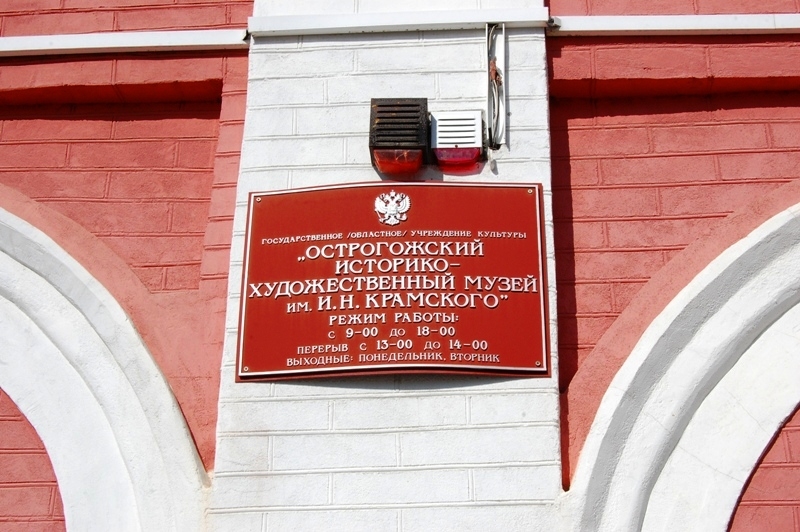 ГОСУДАРСТВЕННОЕ /ОБЛАСТНОЕ/ УЧРЕЖДЕНИЕ КУЛЬТУРЫ
„ОСТРОГОЖСКИЙ
ИСТОРИКО–
ХУДОЖЕСТВЕННЫЙ МУЗЕЙ
ИМ. И.Н. КРАМСКОГО”
РЕЖИМ РАБОТЫ:
С 9-00 ДО 18-00
ПЕРЕРЫВ С 13-00 ДО 14-00
ВЫХОДНЫЕ: ПОНЕДЕЛЬНИК, ВТОРНИК